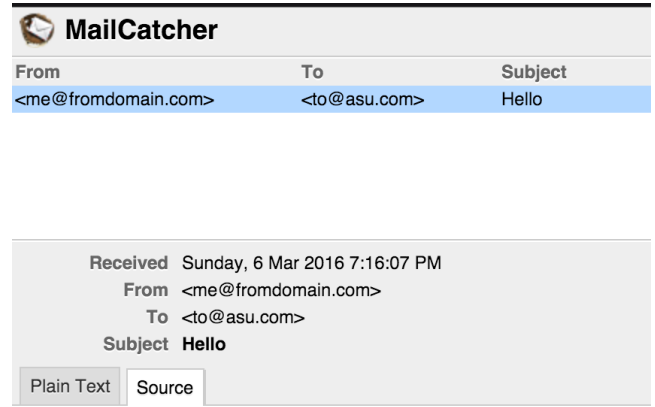 MailCatcher
From To Subject
<me@fromdomain.com> <to@asu.com> Hello
Received Sunday, 6 Mar 2016 7:16:07 PM
From <me@fromdomain.com>
To <to@asu.com>
Subject Hello
Plain Text Source